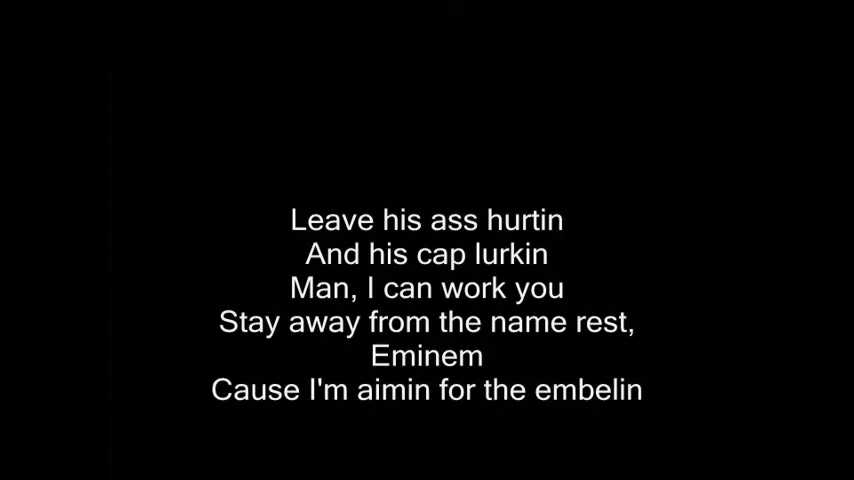 Leave his ass hurtin
And his cap lurkin
Man, I can work you
Stay away from the name rest,
Eminem
Cause I'm aimin for the embelin